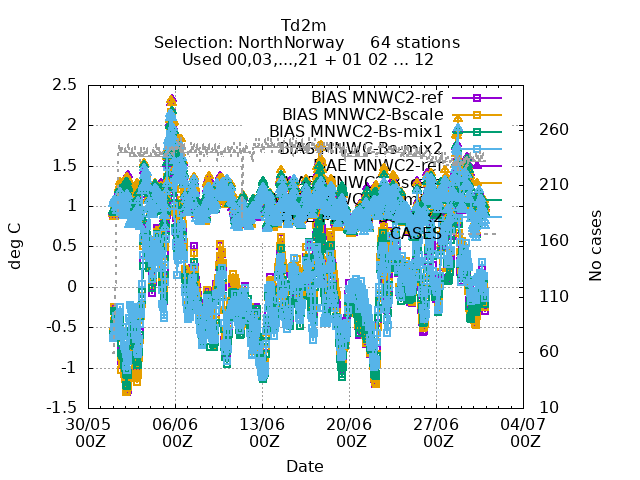 Td2m
Selection: NorthNorway 64 stations
Used 00,03,...,21 + 01 02 ... 12
2.5
2
1.5
1
0.5
0
-0.5
-1
-1.5
deg C
BIAS MNWC2-ref
BIAS MNWC2-Bscale
BIAS MNWC2-Bs-mix1
BIAS MNWC-Bs-mix2
MNWC2-ref
CASES
260
210
160
110
60
10
No cases
30/05 06/06 13/06 20/06 27/06 04/07
00Z 00Z 00Z 00Z 00Z 00Z
Date